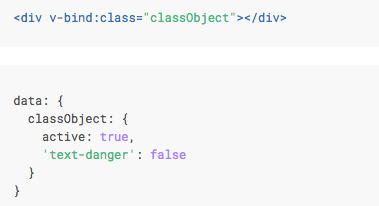 <div v-bind:class="classObject"></div>
data: {
  classObject: {
    active: true,
    'text-danger': false
  }
}